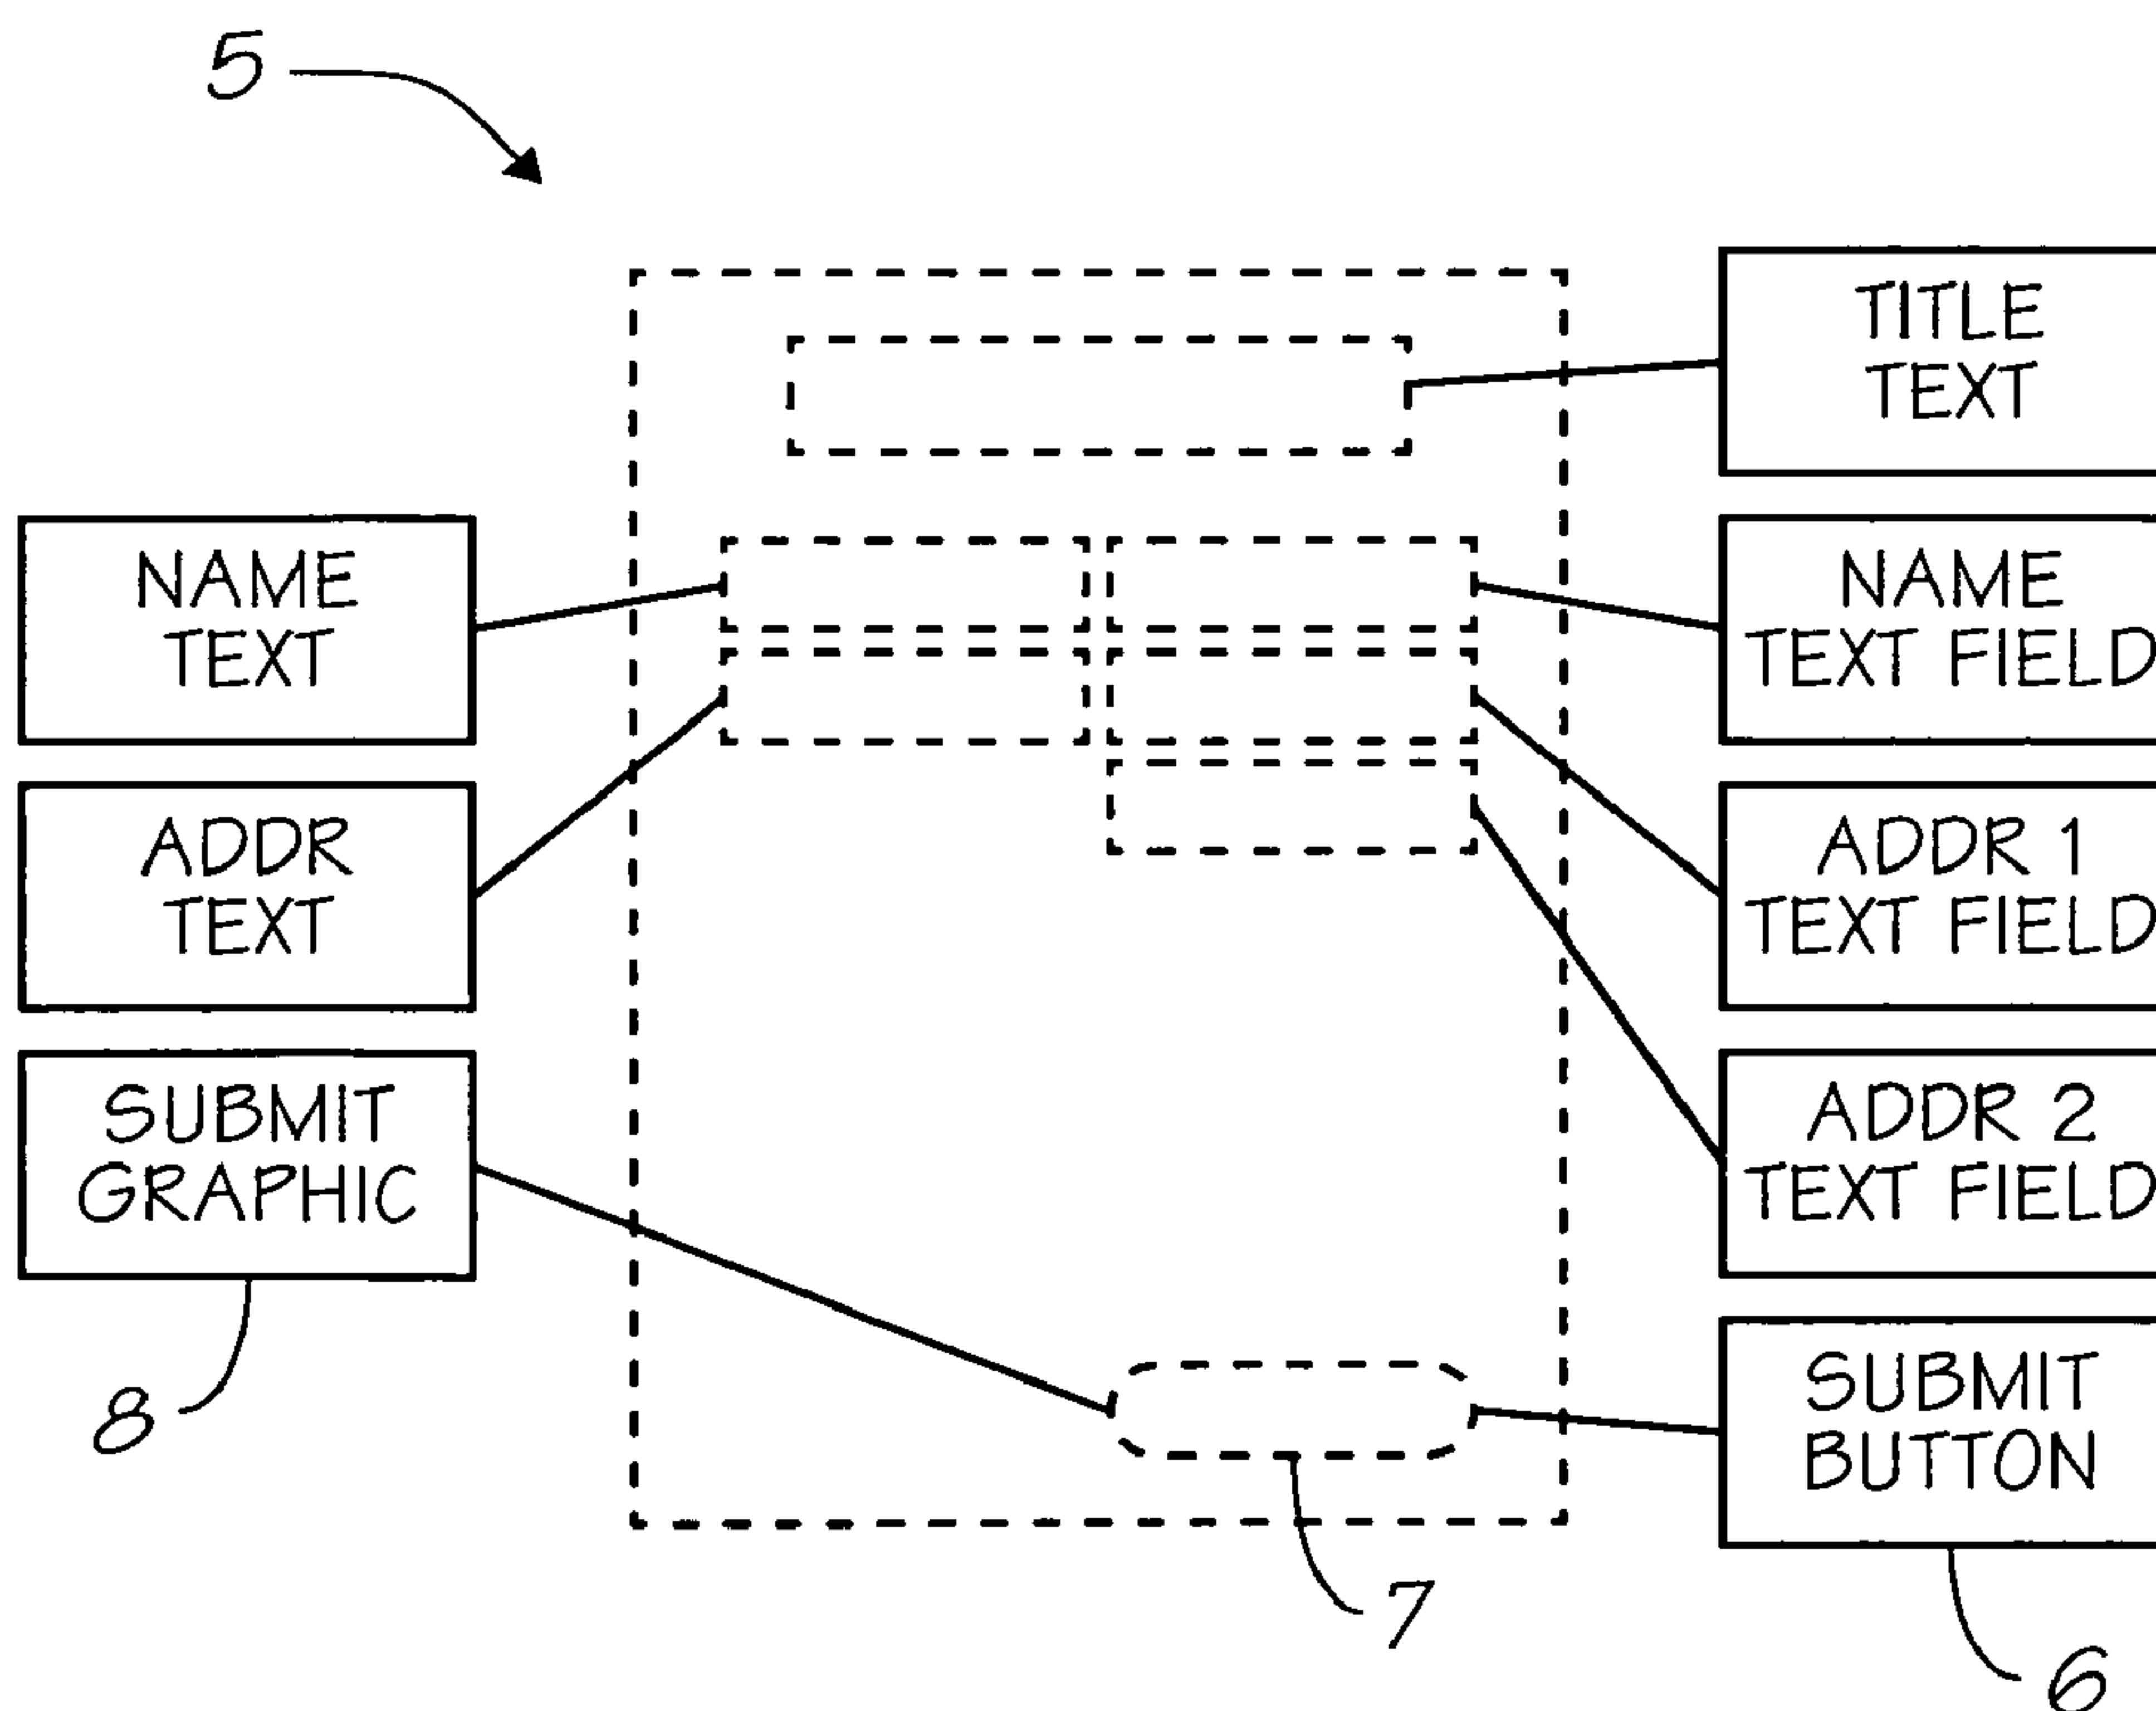 5
TITLE
TEXT
NAME
TEXT
NAME
TEXT FIELD
ADDR
TEXT
ADDR 1
TEXT FIELD
SUBMIT
GRAPHIC
ADDR 2
TEXT FIELD
8
SUBMIT
BUTTON
7
6